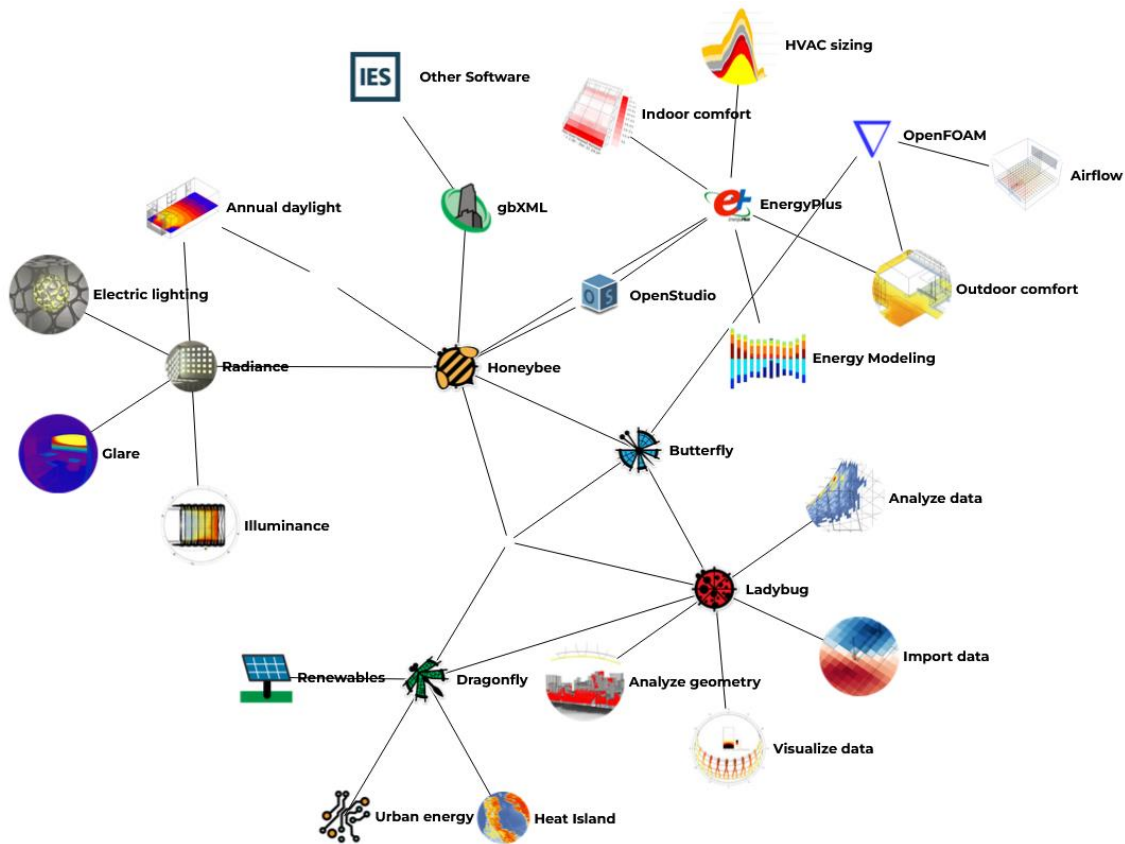 HVAC sizing
IES
Other Software
Indoor comfort
OpenFOAM
Airflow
Annual daylight
gbXML
e+
EnergyPlus
EnergyPlus
Electric lighting
OS
OpenStudio
Outdoor comfort
Radiance
Honeybee
Energy Modeling
Glare
Butterfly
Analyze data
Illuminance
Ladybug
Import data
Renewables
Dragonfly
Analyze geometry
Visualize data
Urban energy
Heat Island